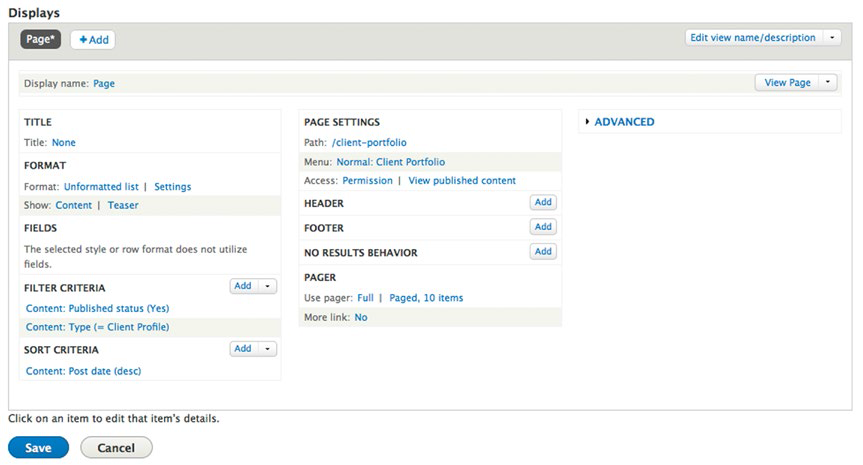 Displays
Page*
+Add
Edit view name/description
Display name: Page
View Page
TITLE
Title: None
FORMAT
Format: Unformatted list | Settings
Show: Content | Teaser
FIELDS
The selected style or row format does not utilize
fields.
FILTER CRITERIA
Add
Content: Published status (Yes)
Content: Type (= Client Profile)
SORT CRITERIA
Add
Content: Post date (desc)
PAGE SETTINGS
Path: /client-portfolio
Menu: Normal: Client Portfolio
Access: Permission | View published content
HEADER
Add
FOOTER
Add
NO RESULTS BEHAVIOR
Add
PAGER
Use pager: Full | Paged, 10 items
More link: No
ADVANCED
Click on an item to edit that item's details.
Save
Cancel